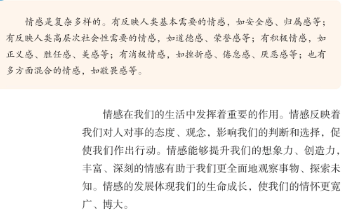 情感是复杂多样的。有反映人类基本需要的情感，如安全感、归属感等；
有反映人类高层次社会性需要的情感，如道德感、荣誉感等；有积极情感，如
正义感、胜任感、美感等；有消极情感，如挫折感、倦怠感、厌恶感等；也有
多方面混合的情感，如敬畏感等。
情感在我们的生活中发挥着重要的作用。情感反映着
我们对人对事的态度、观念，影响我们的判断和选择，促
使我们作出行动。情感能够提升我们的想象力、创造力，
丰富、深刻的情感有助于我们更全面地观察事物、探索未
知。情感的发展体现我们的生命成长，使我们的情怀更宽
广、博大。